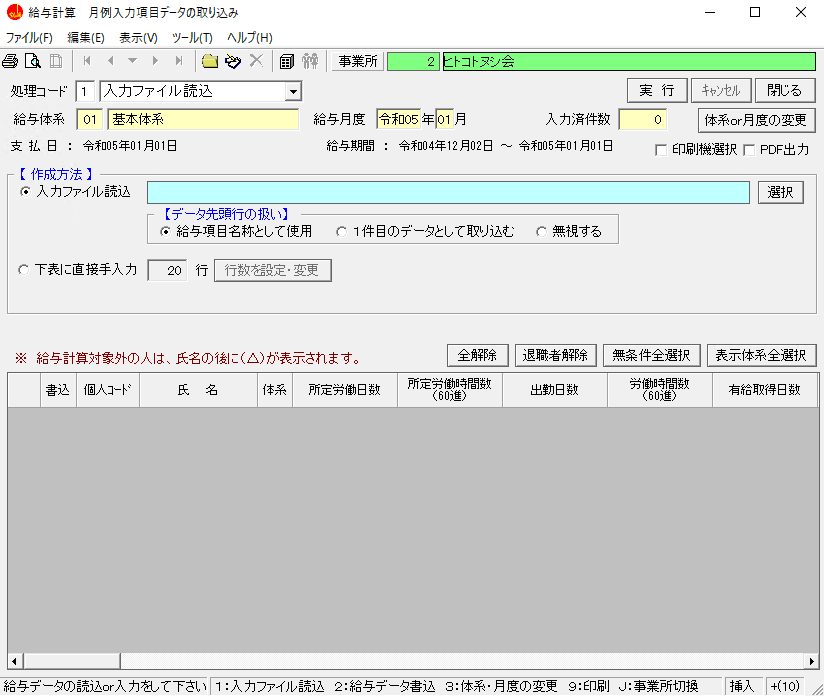 給与計算　月例入力項目データの取り込み
ファイル(F)　編集(E)　表示(V)　ツール(T)　ヘルプ(H)
事業所　2　ヒトコトヌシ会
処理コード　1　入力ファイル読込　実 行　ｷｬﾝｾﾙ　閉じる
給与体系　01　基本体系　給与月度　令和05年01月　入力済件数　0　体系or月度の変更
支 払 日 ： 令和05年01月01日　給与期間 ： 令和04年12月02日 ～ 令和05年01月01日　印刷機選択　PDF出力
【 作成方法 】
入力ファイル読込　選択
【データ先頭行の扱い】
給与項目名称として使用　1件目のデータとして取り込む　無視する
下表に直接手入力　20　行　行数を設定・変更
※ 給与計算対象外の人は、氏名の後に(△)が表示されます。　全解除　退職者解除　無条件全選択　表示体系全選択
書込　個人ｺｰﾄﾞ　氏　名　体系　所定労働日数　所定労働時間数(60進)　出勤日数　労働時間数(60進)　有給取得日数
給与データの読込or入力をして下さい　1：入力ファイル読込　2：給与データ書込　3：体系・月度の変更　9：印刷　J：事業所切換　挿入　+(10)